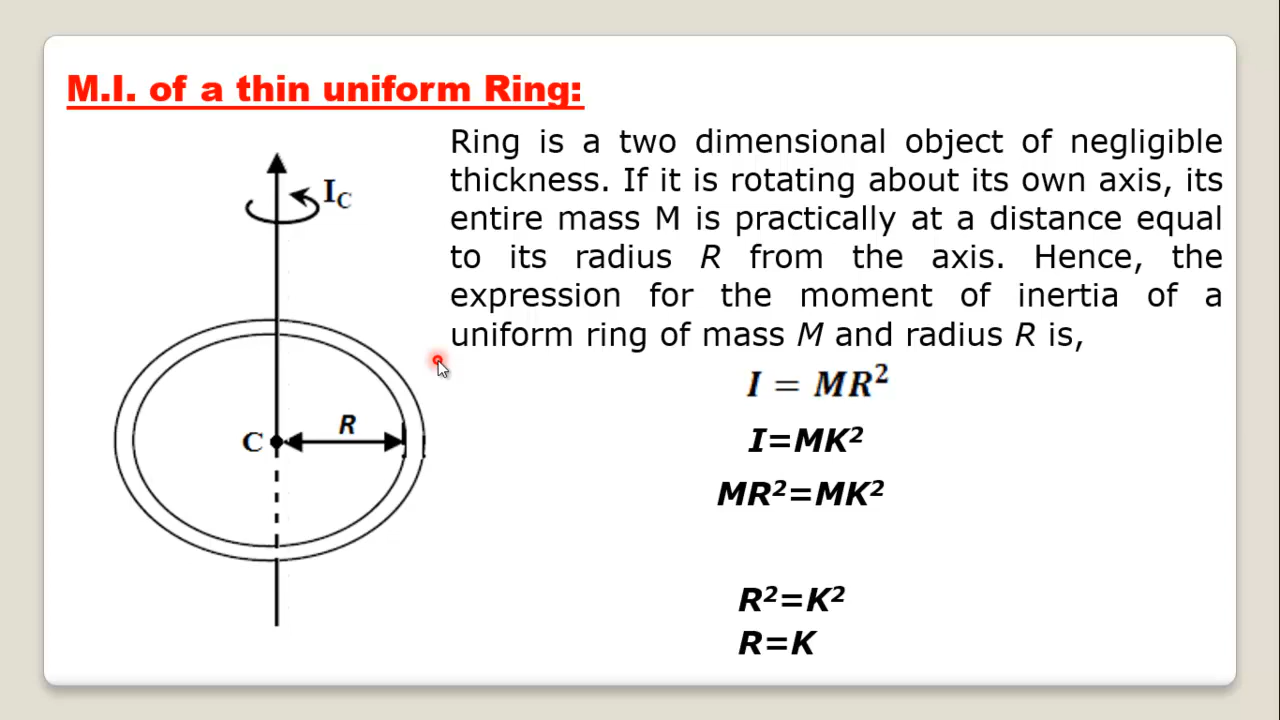 M.I. of a thin uniform Ring:
Ring is a two dimensional object of negligible
thickness. If it is rotating about its own axis, its
entire mass M is practically at a distance equal
to its radius R from the axis. Hence, the
expression for the moment of inertia of a
uniform ring of mass M and radius R is,
I = MR²
I=MK²
MR²=MK²
R²=K²
R=K
I_C
R
C